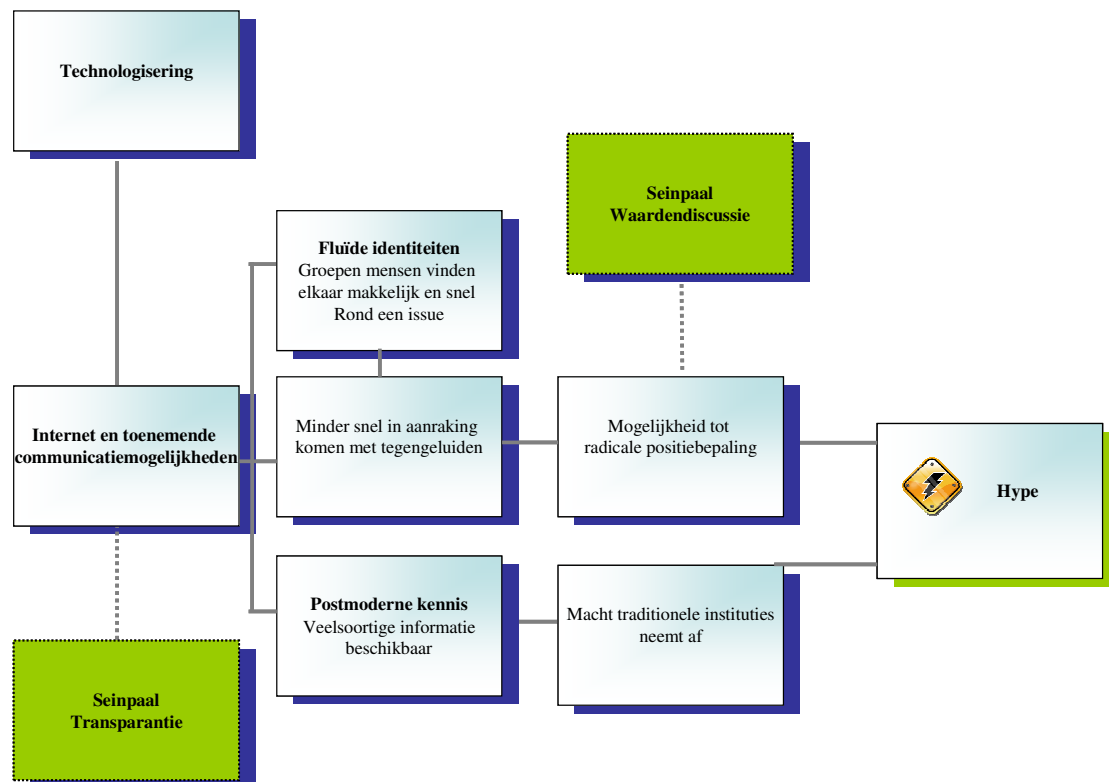 Technologisering
Seinpaal
Waardendiscussie
Fluïde identiteiten
Groepen mensen vinden
elkaar makkelijk en snel
Rond een issue
Internet en toenemende
communicatiemogelijkheden
Minder snel in aanraking
komen met tegengeluiden
Mogelijkheid tot
radicale positiebepaling
Hype
Postmoderne kennis
Veelsoortige informatie
beschikbaar
Macht traditionele instituties
neemt af
Seinpaal
Transparantie